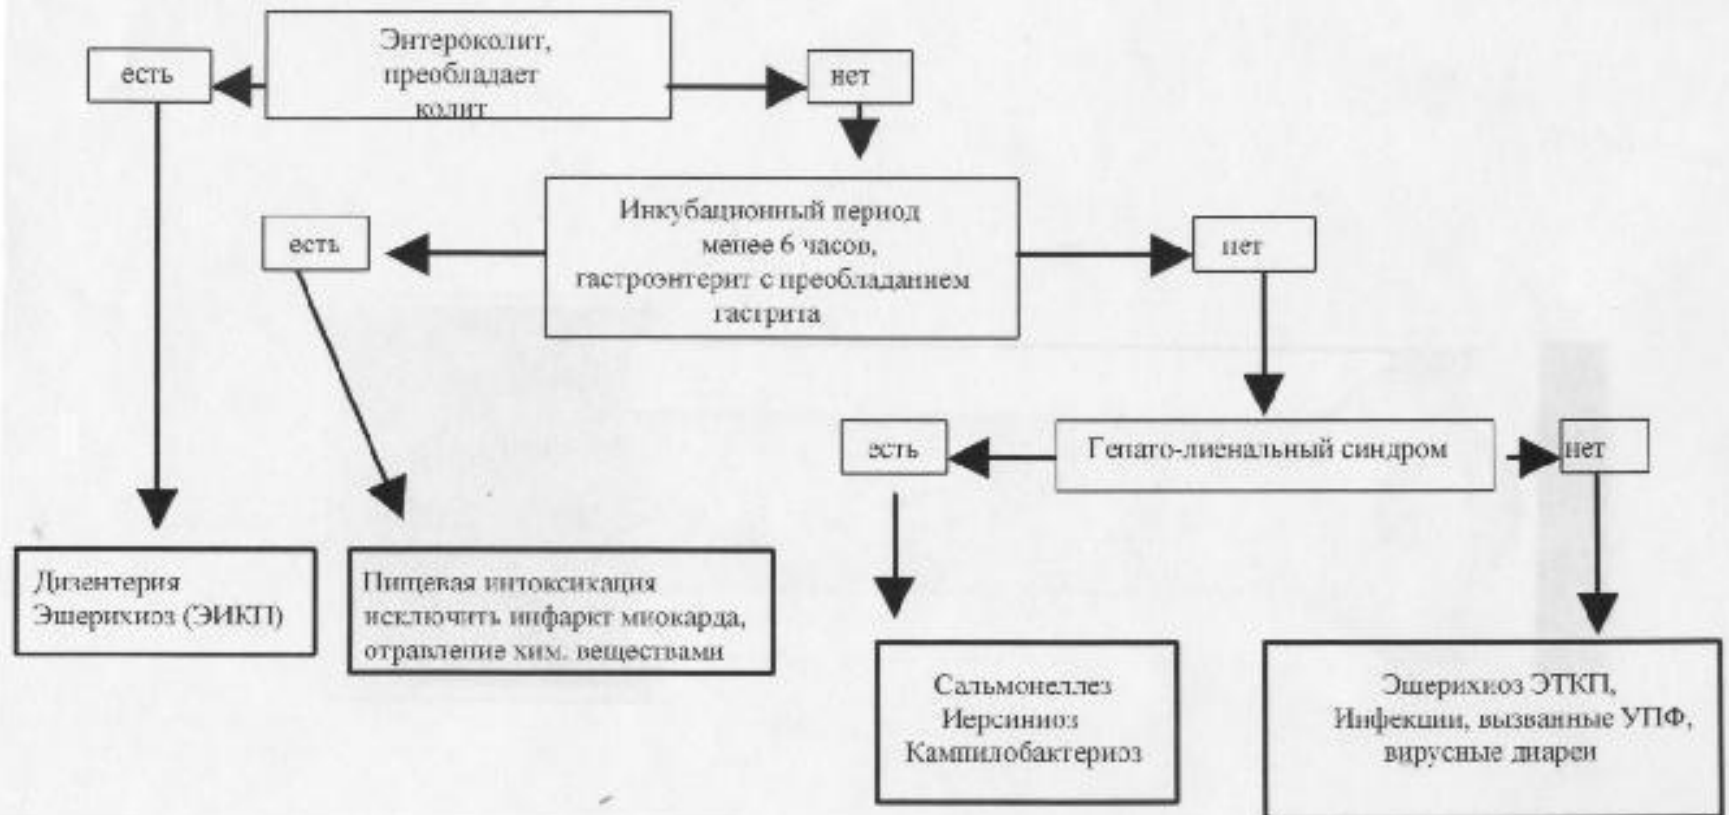 Энтероколит,
преобладает
колит
есть
нет
Инкубационный период
менее 6 часов,
гастроэнтерит с преобладанием
гастрита
есть
нет
Гепато-лиенальный синдром
есть
нет
Дизентерия
Эшерихиоз (ЭИКП)
Пищевая интоксикация
исключить инфаркт миокарда,
отравление хим. веществами
Сальмонеллез
Иерсиниоз
Кампилобактериоз
Эшерихиоз ЭТКП,
Инфекции, вызванные УПФ,
вирусные диареи